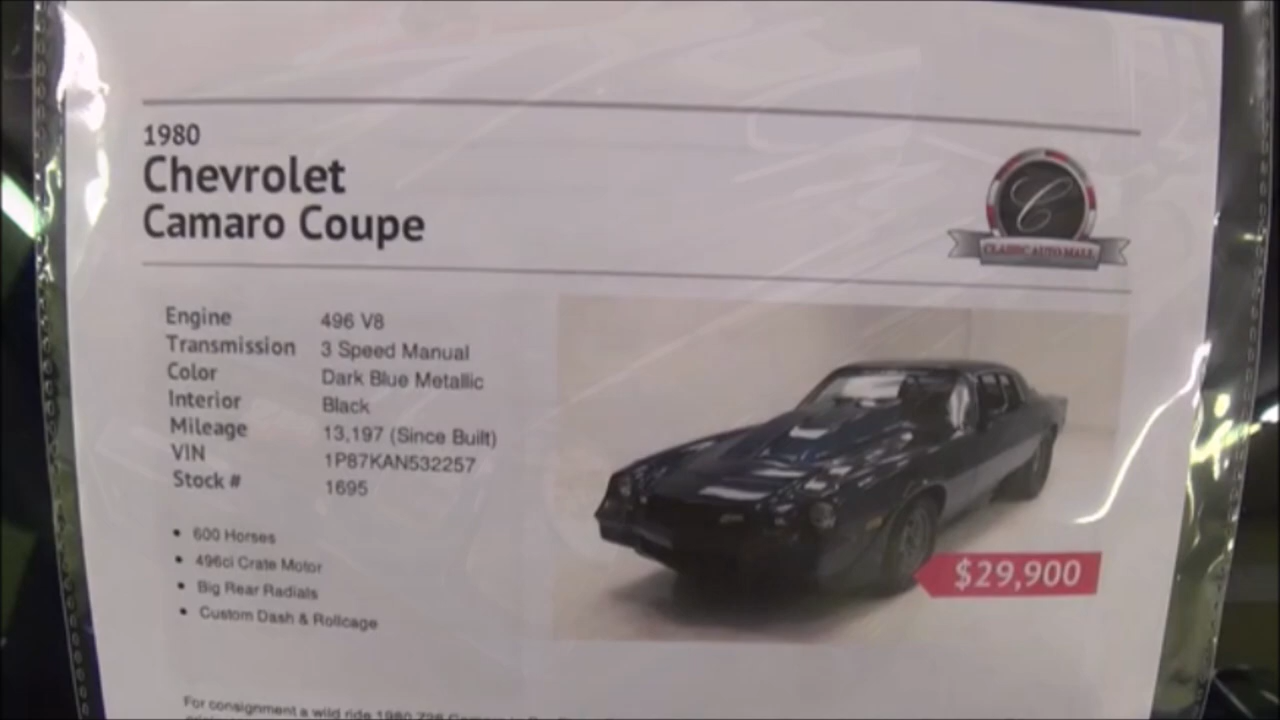 1980
Chevrolet
Camaro Coupe
C
CLASSIC AUTO MALL
Engine 496 V8
Transmission 3 Speed Manual
Color Dark Blue Metallic
Interior Black
Mileage 13,197 (Since Built)
VIN 1P87KAN532257
Stock # 1695
• 600 Horses
• 496ci Crate Motor
• Big Rear Radials
• Custom Dash & Rollcage
$29,900
For consignment a wild ride 1980 Z28 Camaro